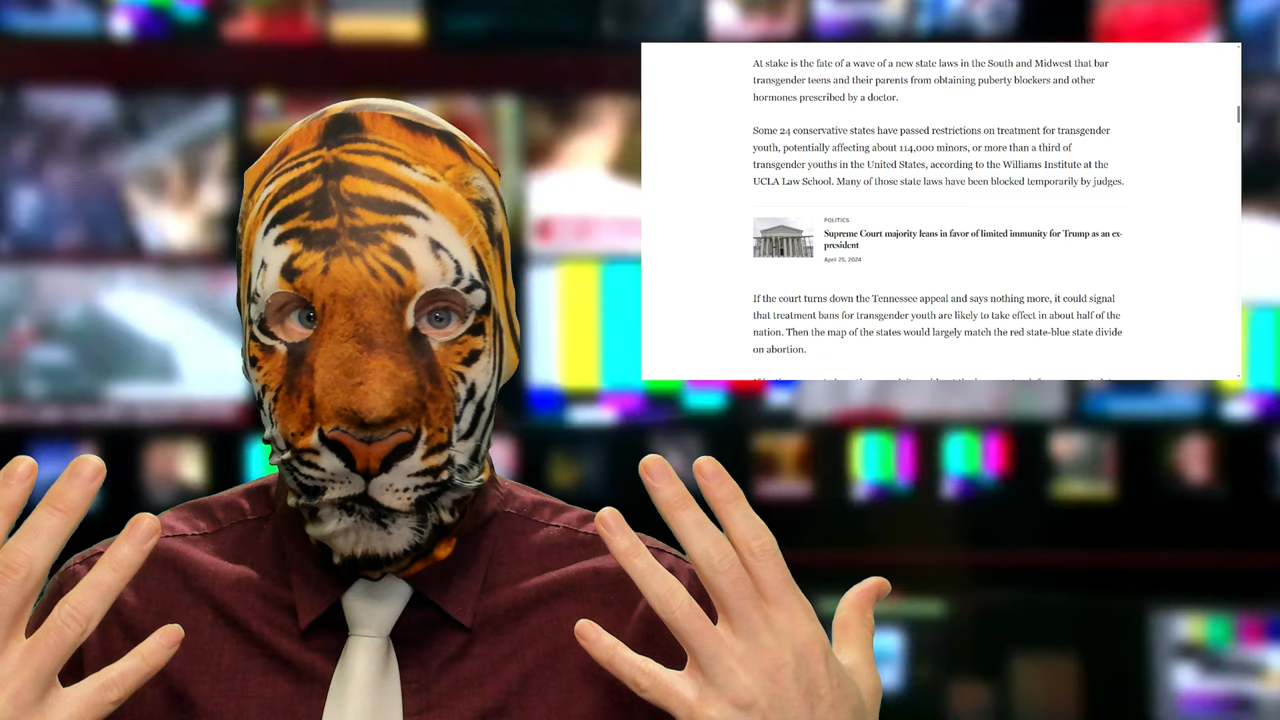 At stake is the fate of a wave of a new state laws in the South and Midwest that bar
transgender teens and their parents from obtaining puberty blockers and other
hormones prescribed by a doctor.
Some 24 conservative states have passed restrictions on treatment for transgender
youth, potentially affecting about 114,000 minors, or more than a third of
transgender youths in the United States, according to the Williams Institute at the
UCLA Law School. Many of those state laws have been blocked temporarily by judges.
POLITICS
Supreme Court majority leans in favor of limited immunity for Trump as an ex-
president
April 25, 2024
If the court turns down the Tennessee appeal and says nothing more, it could signal
that treatment bans for transgender youth are likely to take effect in about half of the
nation. Then the map of the states would largely match the red state-blue state divide
on abortion.